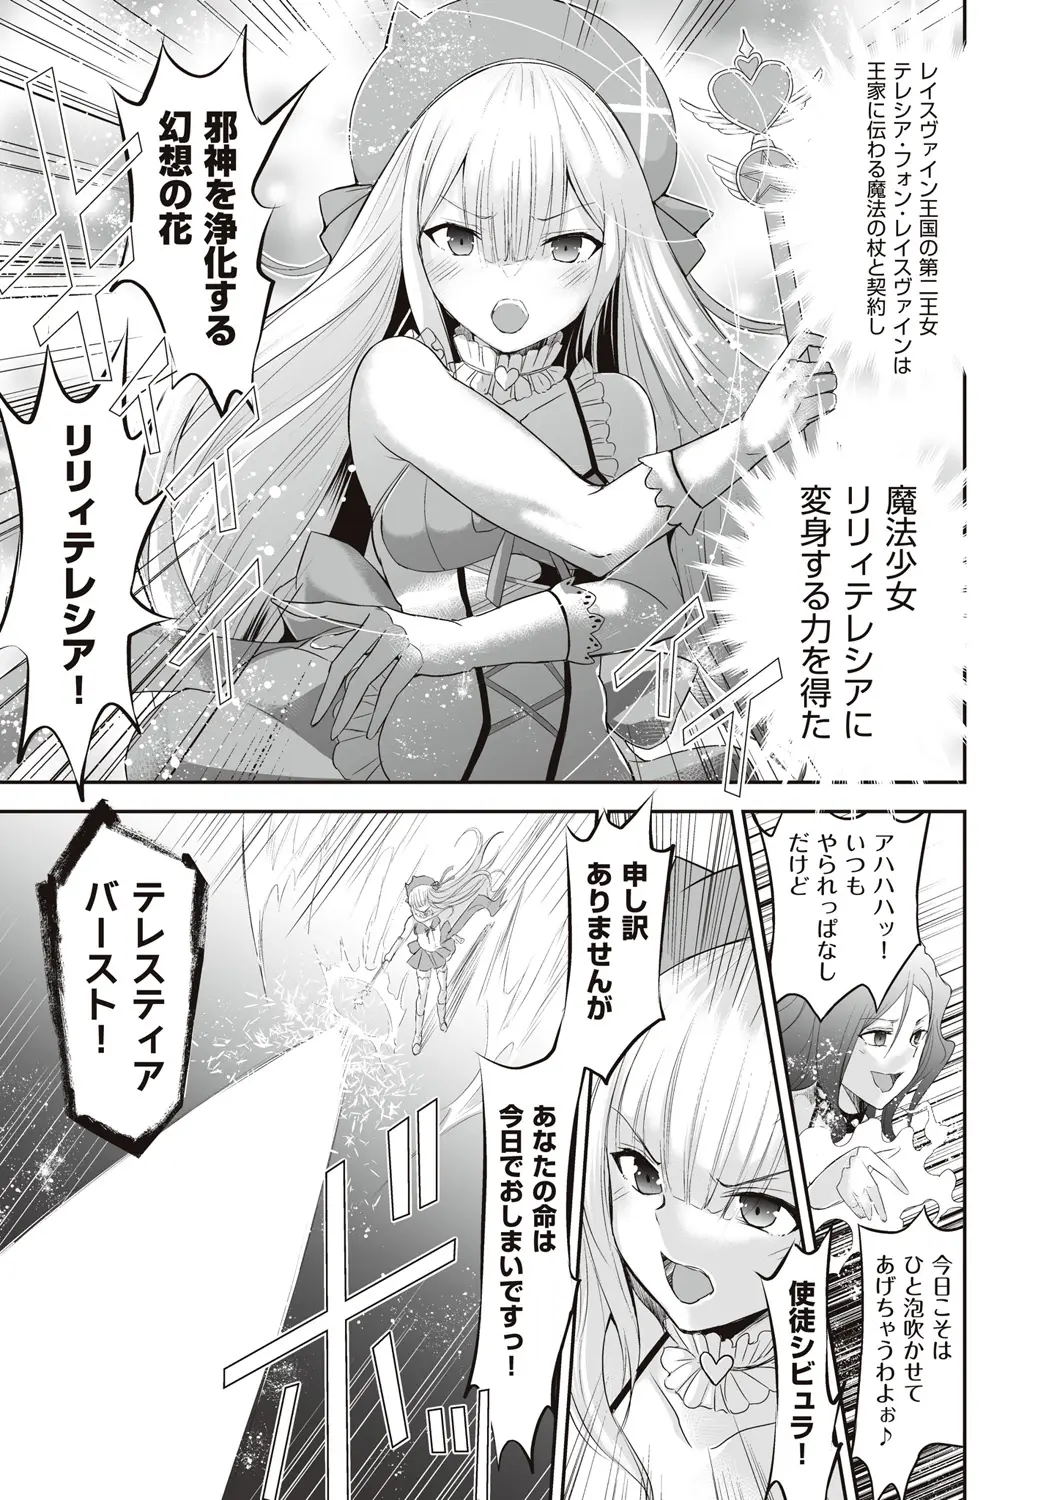 レイスヴァイン王国の第二王女
テレシア・フォン・レイスヴァインは
王家に伝わる魔法の杖と契約し
魔法少女
リリィテレシアに
変身する力を得た
邪神を浄化する
幻想の花
リリィテレシア！
アハハハッ！
いつも
やられっぱなし
だけど
今日こそは
ひと泡吹かせて
あげちゃうわよぉ♪
使徒シビュラ！
申し訳
ありませんが
あなたの命は
今日でおしまいですっ！
テレスティア
バースト！